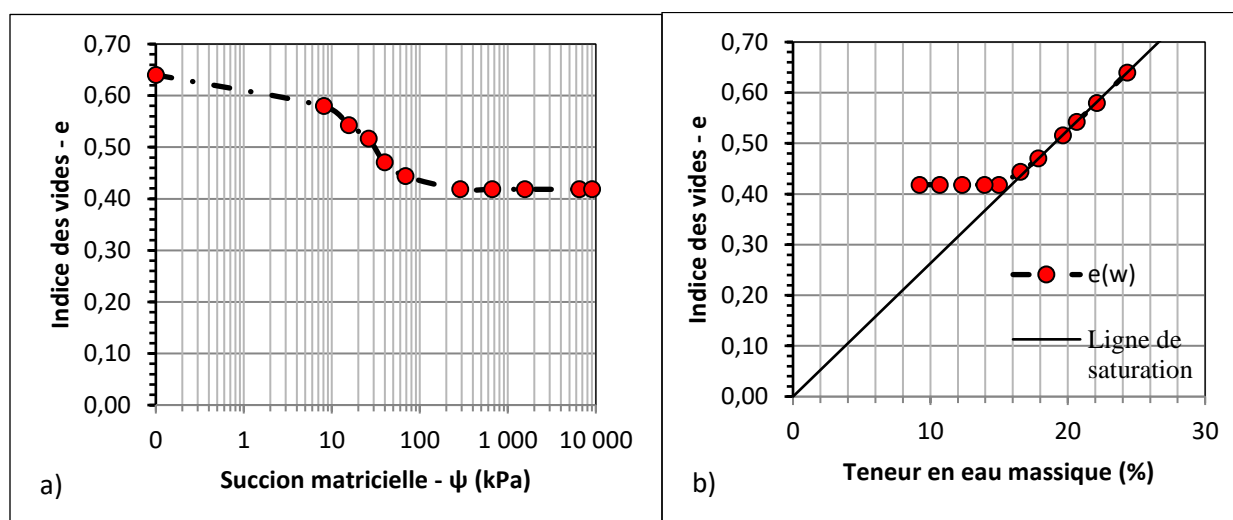 0,70
0,60
0,50
0,40
0,30
0,20
0,10
0,00
Indice des vides - e
0 1 10 100 1 000 10 000
Succion matricielle - ψ (kPa)
a)
0,70
0,60
0,50
0,40
0,30
0,20
0,10
0,00
Indice des vides - e
e(w)
Ligne de
saturation
0 10 20 30
Teneur en eau massique (%)
b)